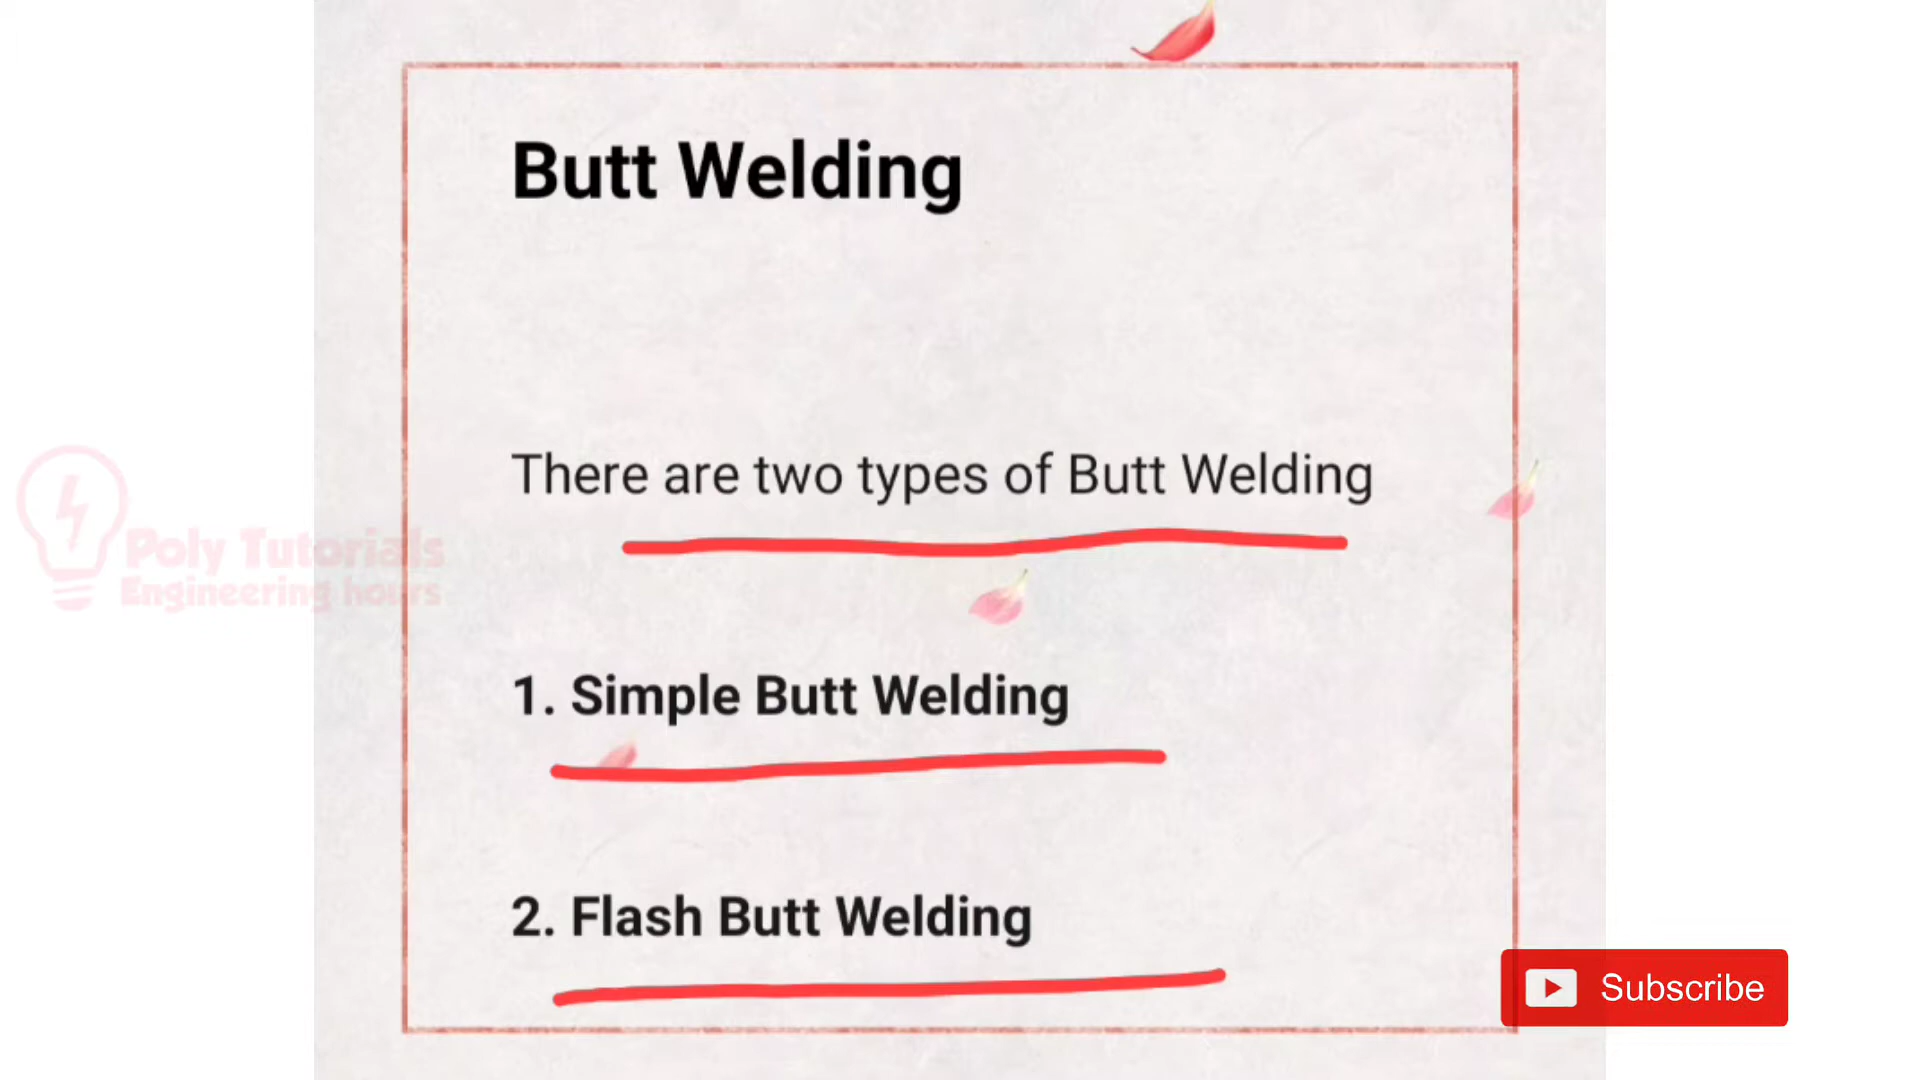 Butt Welding
There are two types of Butt Welding
Poly Tutorials
Engineering hours
1. Simple Butt Welding
2. Flash Butt Welding
Subscribe